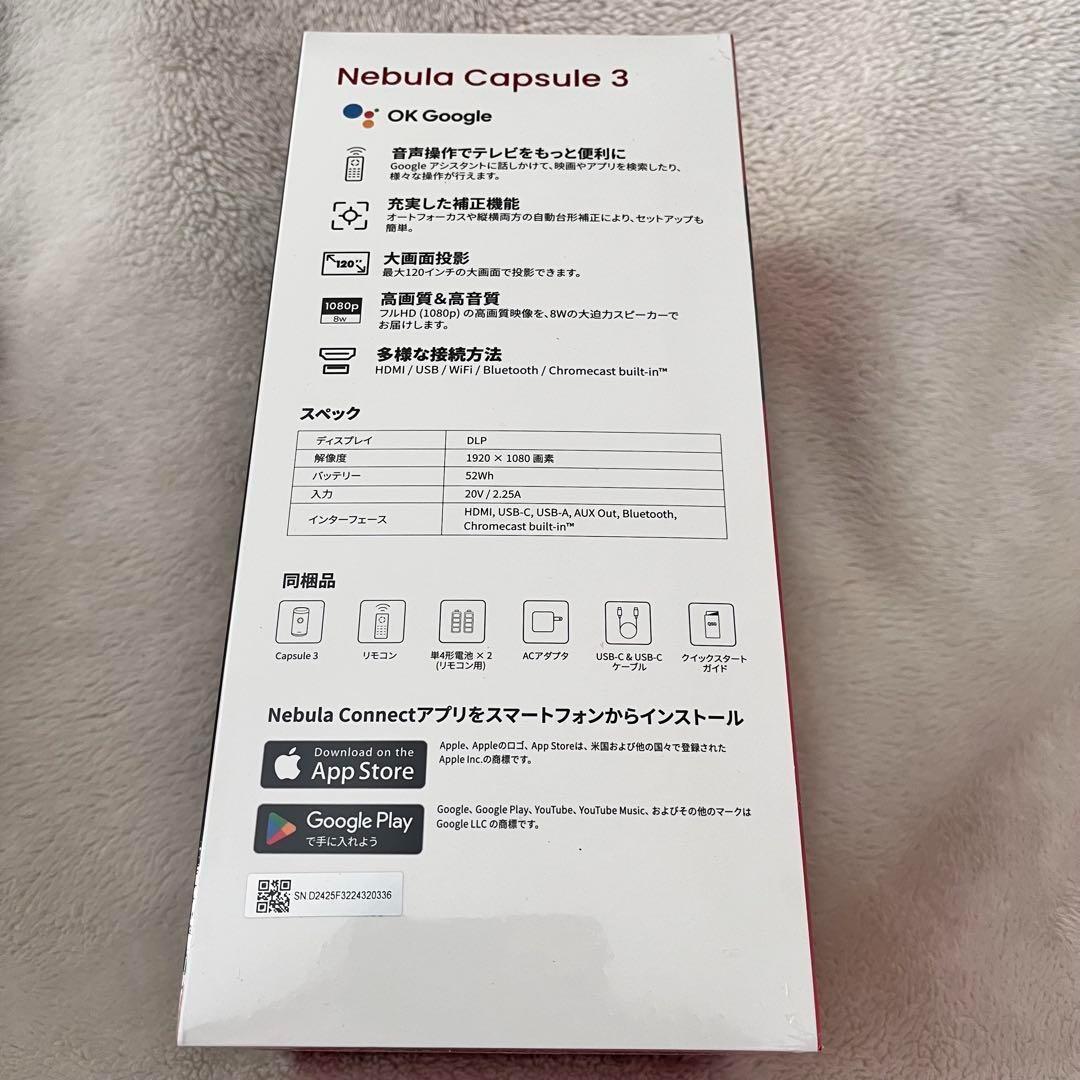 Nebula Capsule 3
OK Google
音声操作でテレビをもっと便利に
Google アシスタントに話しかけて、映画やアプリを検索したり、
様々な操作が行えます。
充実した補正機能
オートフォーカスや縦横両方の自動台形補正により、セットアップも
簡単。
120"
大画面投影
最大120インチの大画面で投影できます。
1080p
8w
高画質&高音質
フルHD (1080p) の高画質映像を、8Wの大迫力スピーカーで
お届けします。
多様な接続方法
HDMI / USB / WiFi / Bluetooth / Chromecast built-in™
スペック
ディスプレイ DLP
解像度 1920 × 1080 画素
バッテリー 52Wh
入力 20V / 2.25A
インターフェース HDMI, USB-C, USB-A, AUX Out, Bluetooth,
Chromecast built-in™
同梱品
QSG
Capsule 3 リモコン 単4形電池 × 2 ACアダプタ USB-C & USB-C クイックスタート
(リモコン用) ケーブル ガイド
Nebula Connectアプリをスマートフォンからインストール
Download on the
App Store
Apple、Appleのロゴ、App Storeは、米国および他の国々で登録された
Apple Inc.の商標です。
Google Play
で手に入れよう
Google、Google Play、YouTube、YouTube Music、およびその他のマークは
Google LLC の商標です。
SN D2425F3224320336